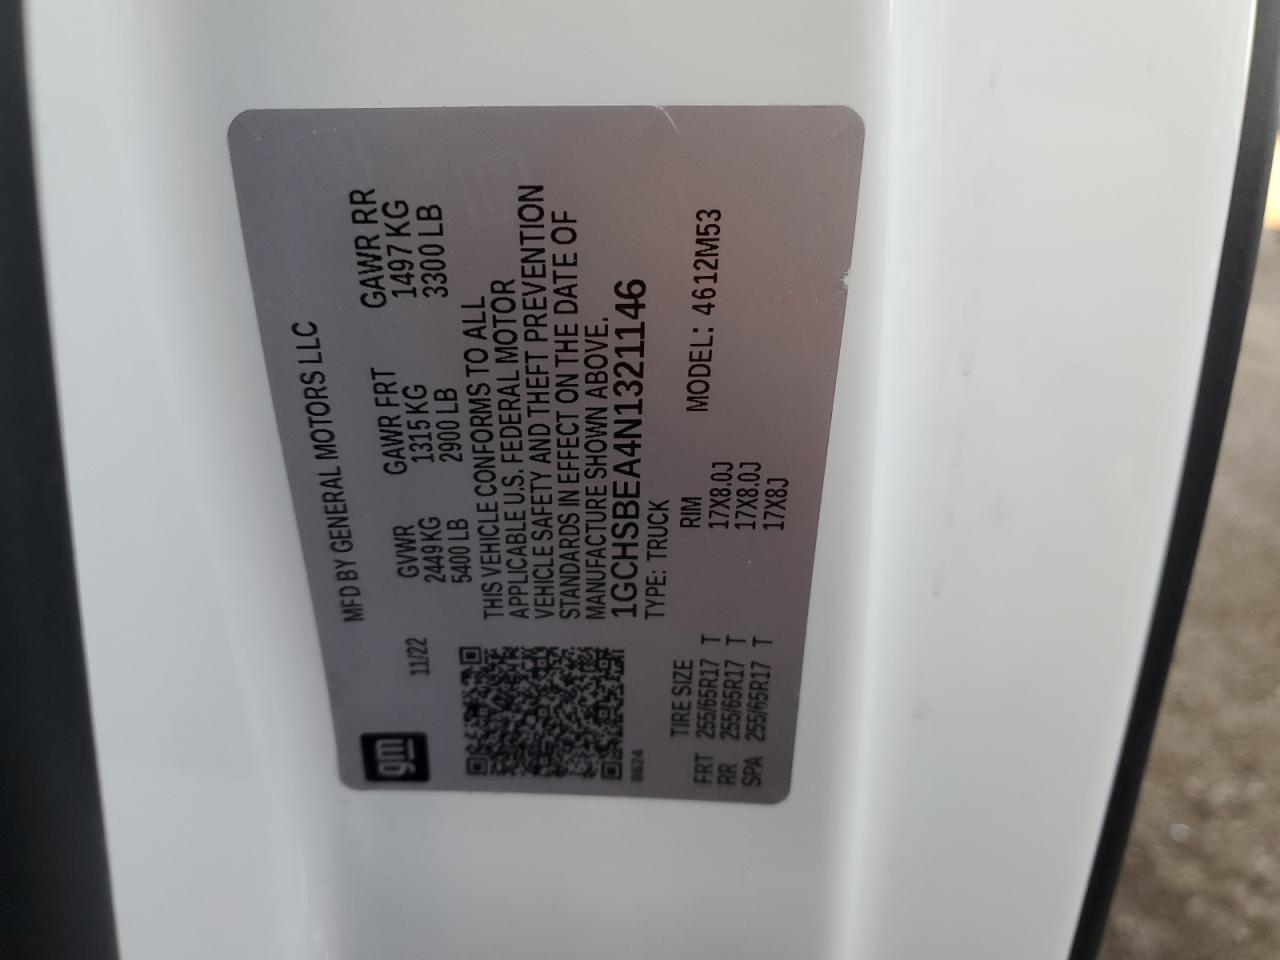 gm
MFD BY GENERAL MOTORS LLC
11/22
GVWR GAWR FRT GAWR RR
2449 KG 1315 KG 1497 KG
5400 LB 2900 LB 3300 LB
THIS VEHICLE CONFORMS TO ALL
APPLICABLE U.S. FEDERAL MOTOR
VEHICLE SAFETY AND THEFT PREVENTION
STANDARDS IN EFFECT ON THE DATE OF
MANUFACTURE SHOWN ABOVE.
1GCHSBEA4N1321146
8624
TYPE: TRUCK
TIRE SIZE RIM MODEL: 4612M53
FRT 255/65R17 T 17X8.0J
RR 255/65R17 T 17X8.0J
SPA 255/65R17 T 17X8J